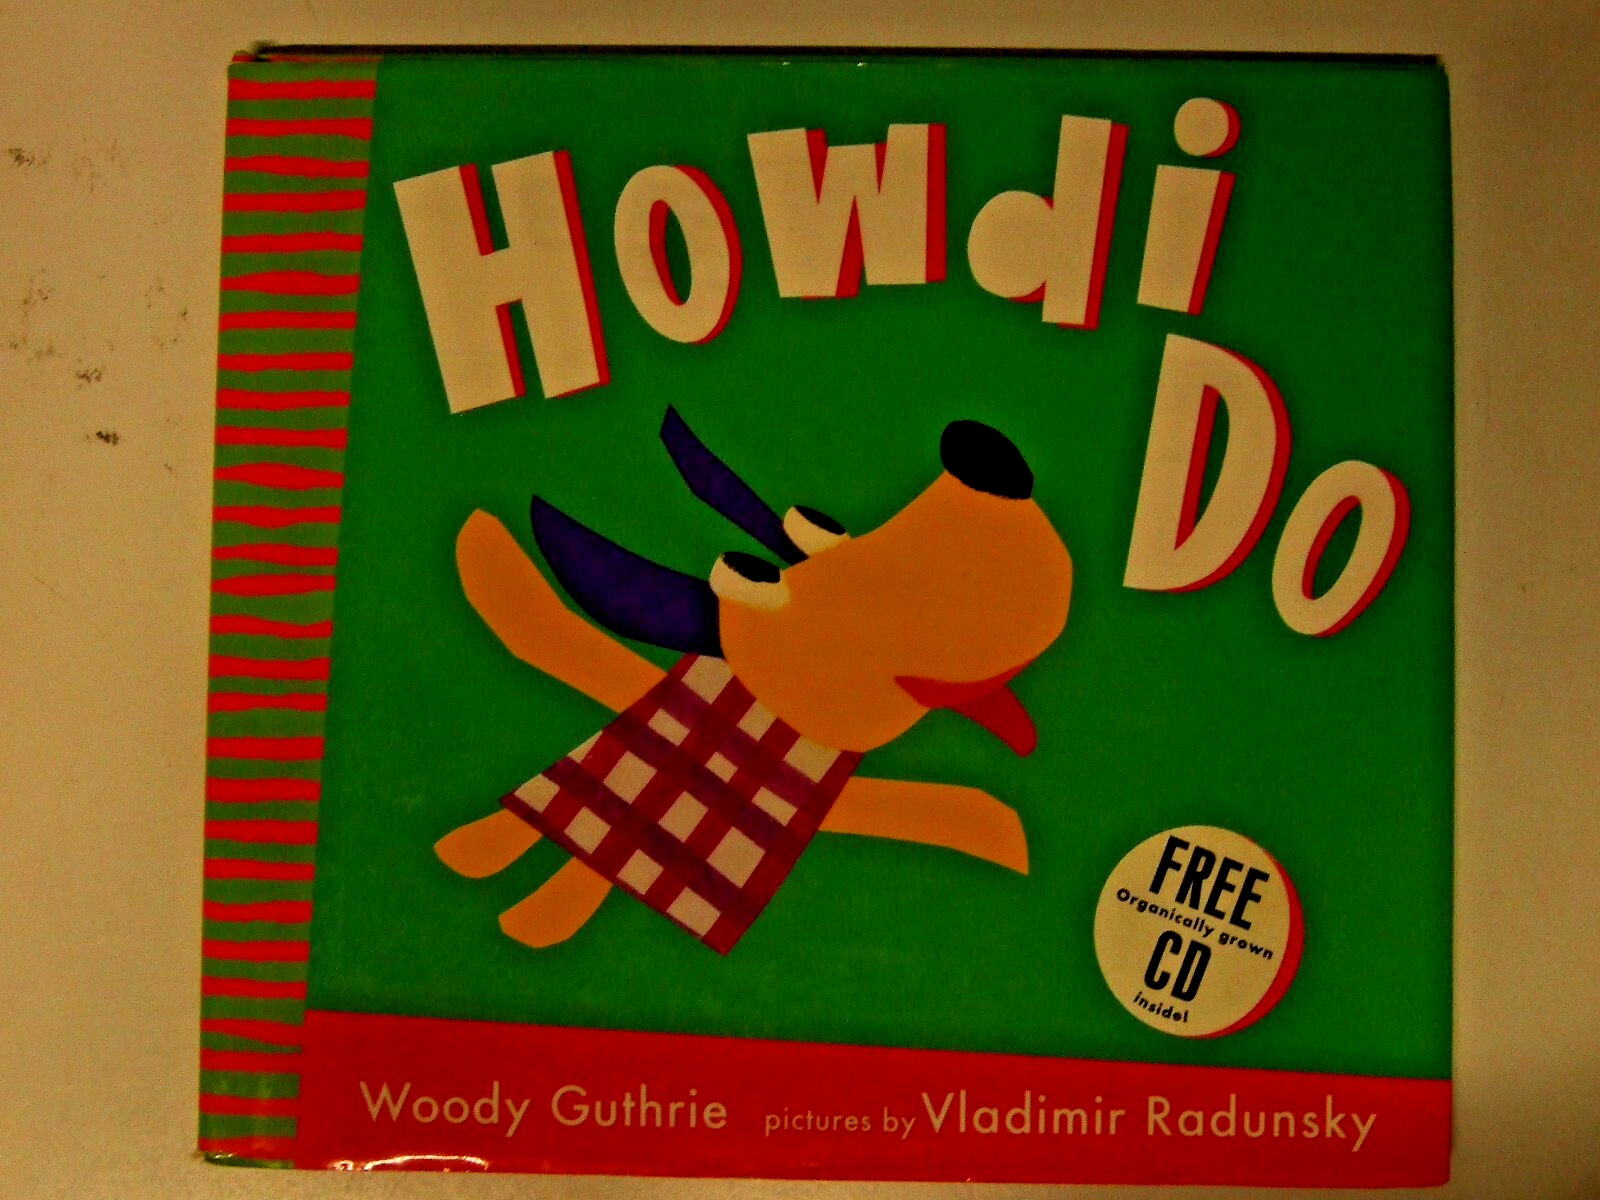 Howdi
Do
FREE
Organically grown
CD
inside!
Woody Guthrie pictures by Vladimir Radunsky